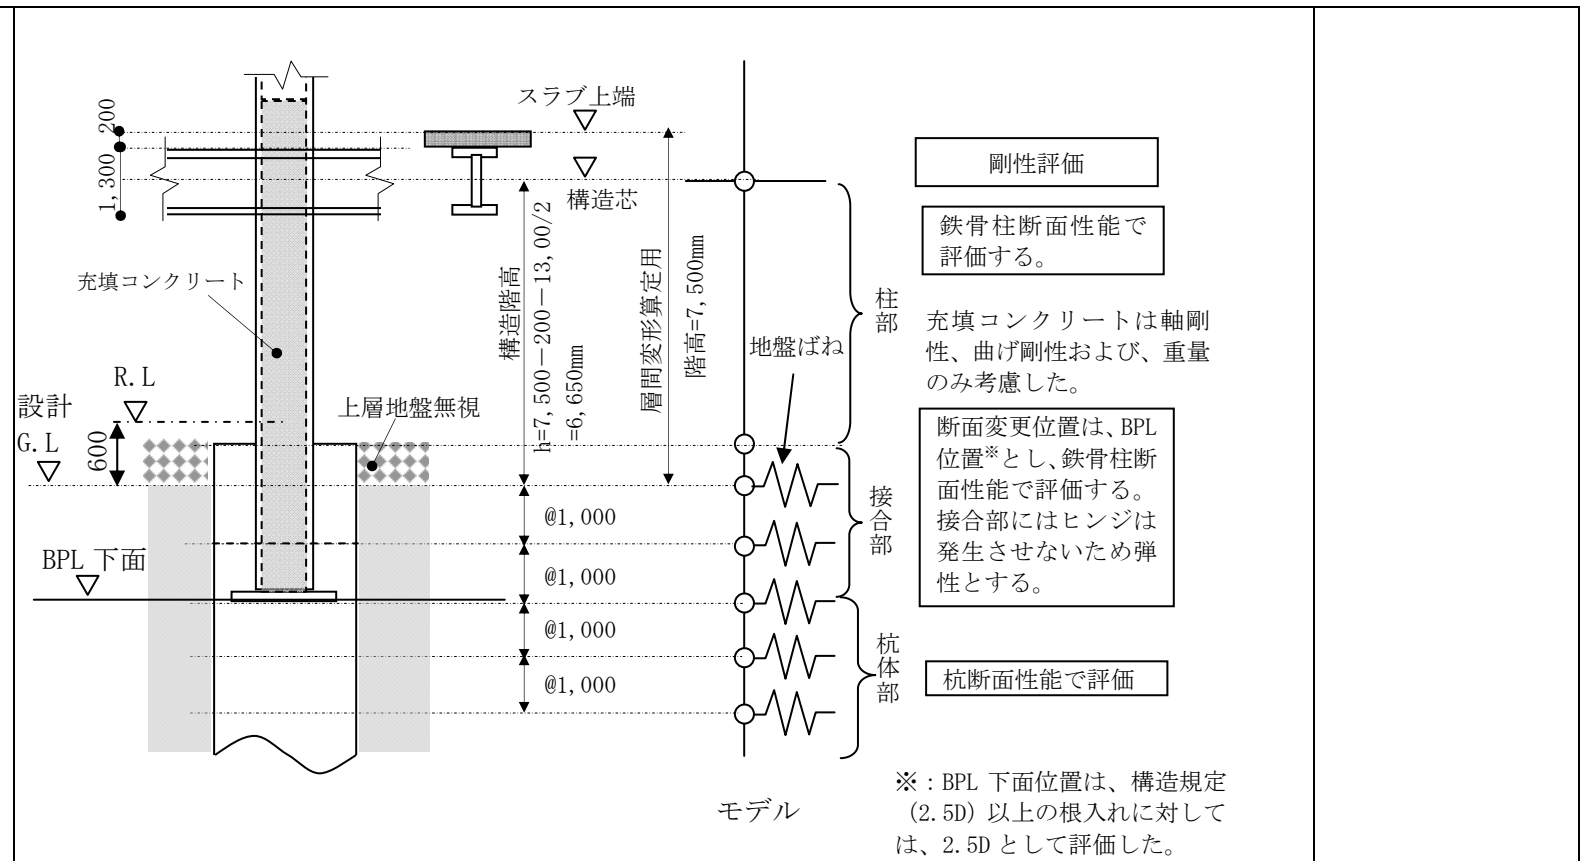 200
1,300
スラブ上端
構造芯
充填コンクリート
R.L
設計
G.L
600
上層地盤無視
BPL 下面
構造階高
h=7,500－200－13,00/2
=6,650mm
層間変形算定用
階高=7,500mm
@1,000
@1,000
@1,000
@1,000
地盤ばね
柱部
接合部
杭体部
モデル
剛性評価
鉄骨柱断面性能で
評価する。
充填コンクリートは軸剛
性、曲げ剛性および、重量
のみ考慮した。
断面変更位置は、BPL
位置※とし、鉄骨柱断
面性能で評価する。
接合部にはヒンジは
発生させないため弾
性とする。
杭断面性能で評価
※：BPL 下面位置は、構造規定
（2.5D）以上の根入れに対して
は、2.5D として評価した。